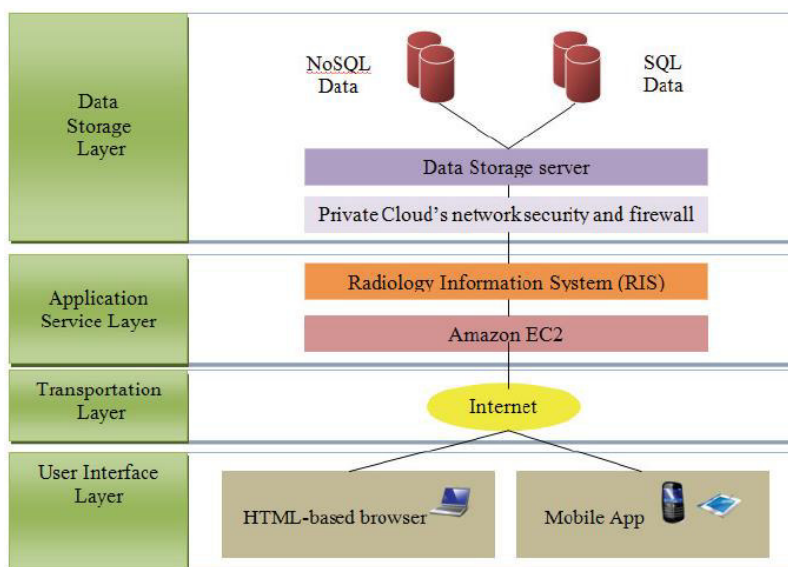 Data
Storage
Layer
NoSQL
Data
SQL
Data
Data Storage server
Private Cloud's network security and firewall
Application
Service Layer
Radiology Information System (RIS)
Amazon EC2
Transportation
Layer
Internet
User Interface
Layer
HTML-based browser
Mobile App